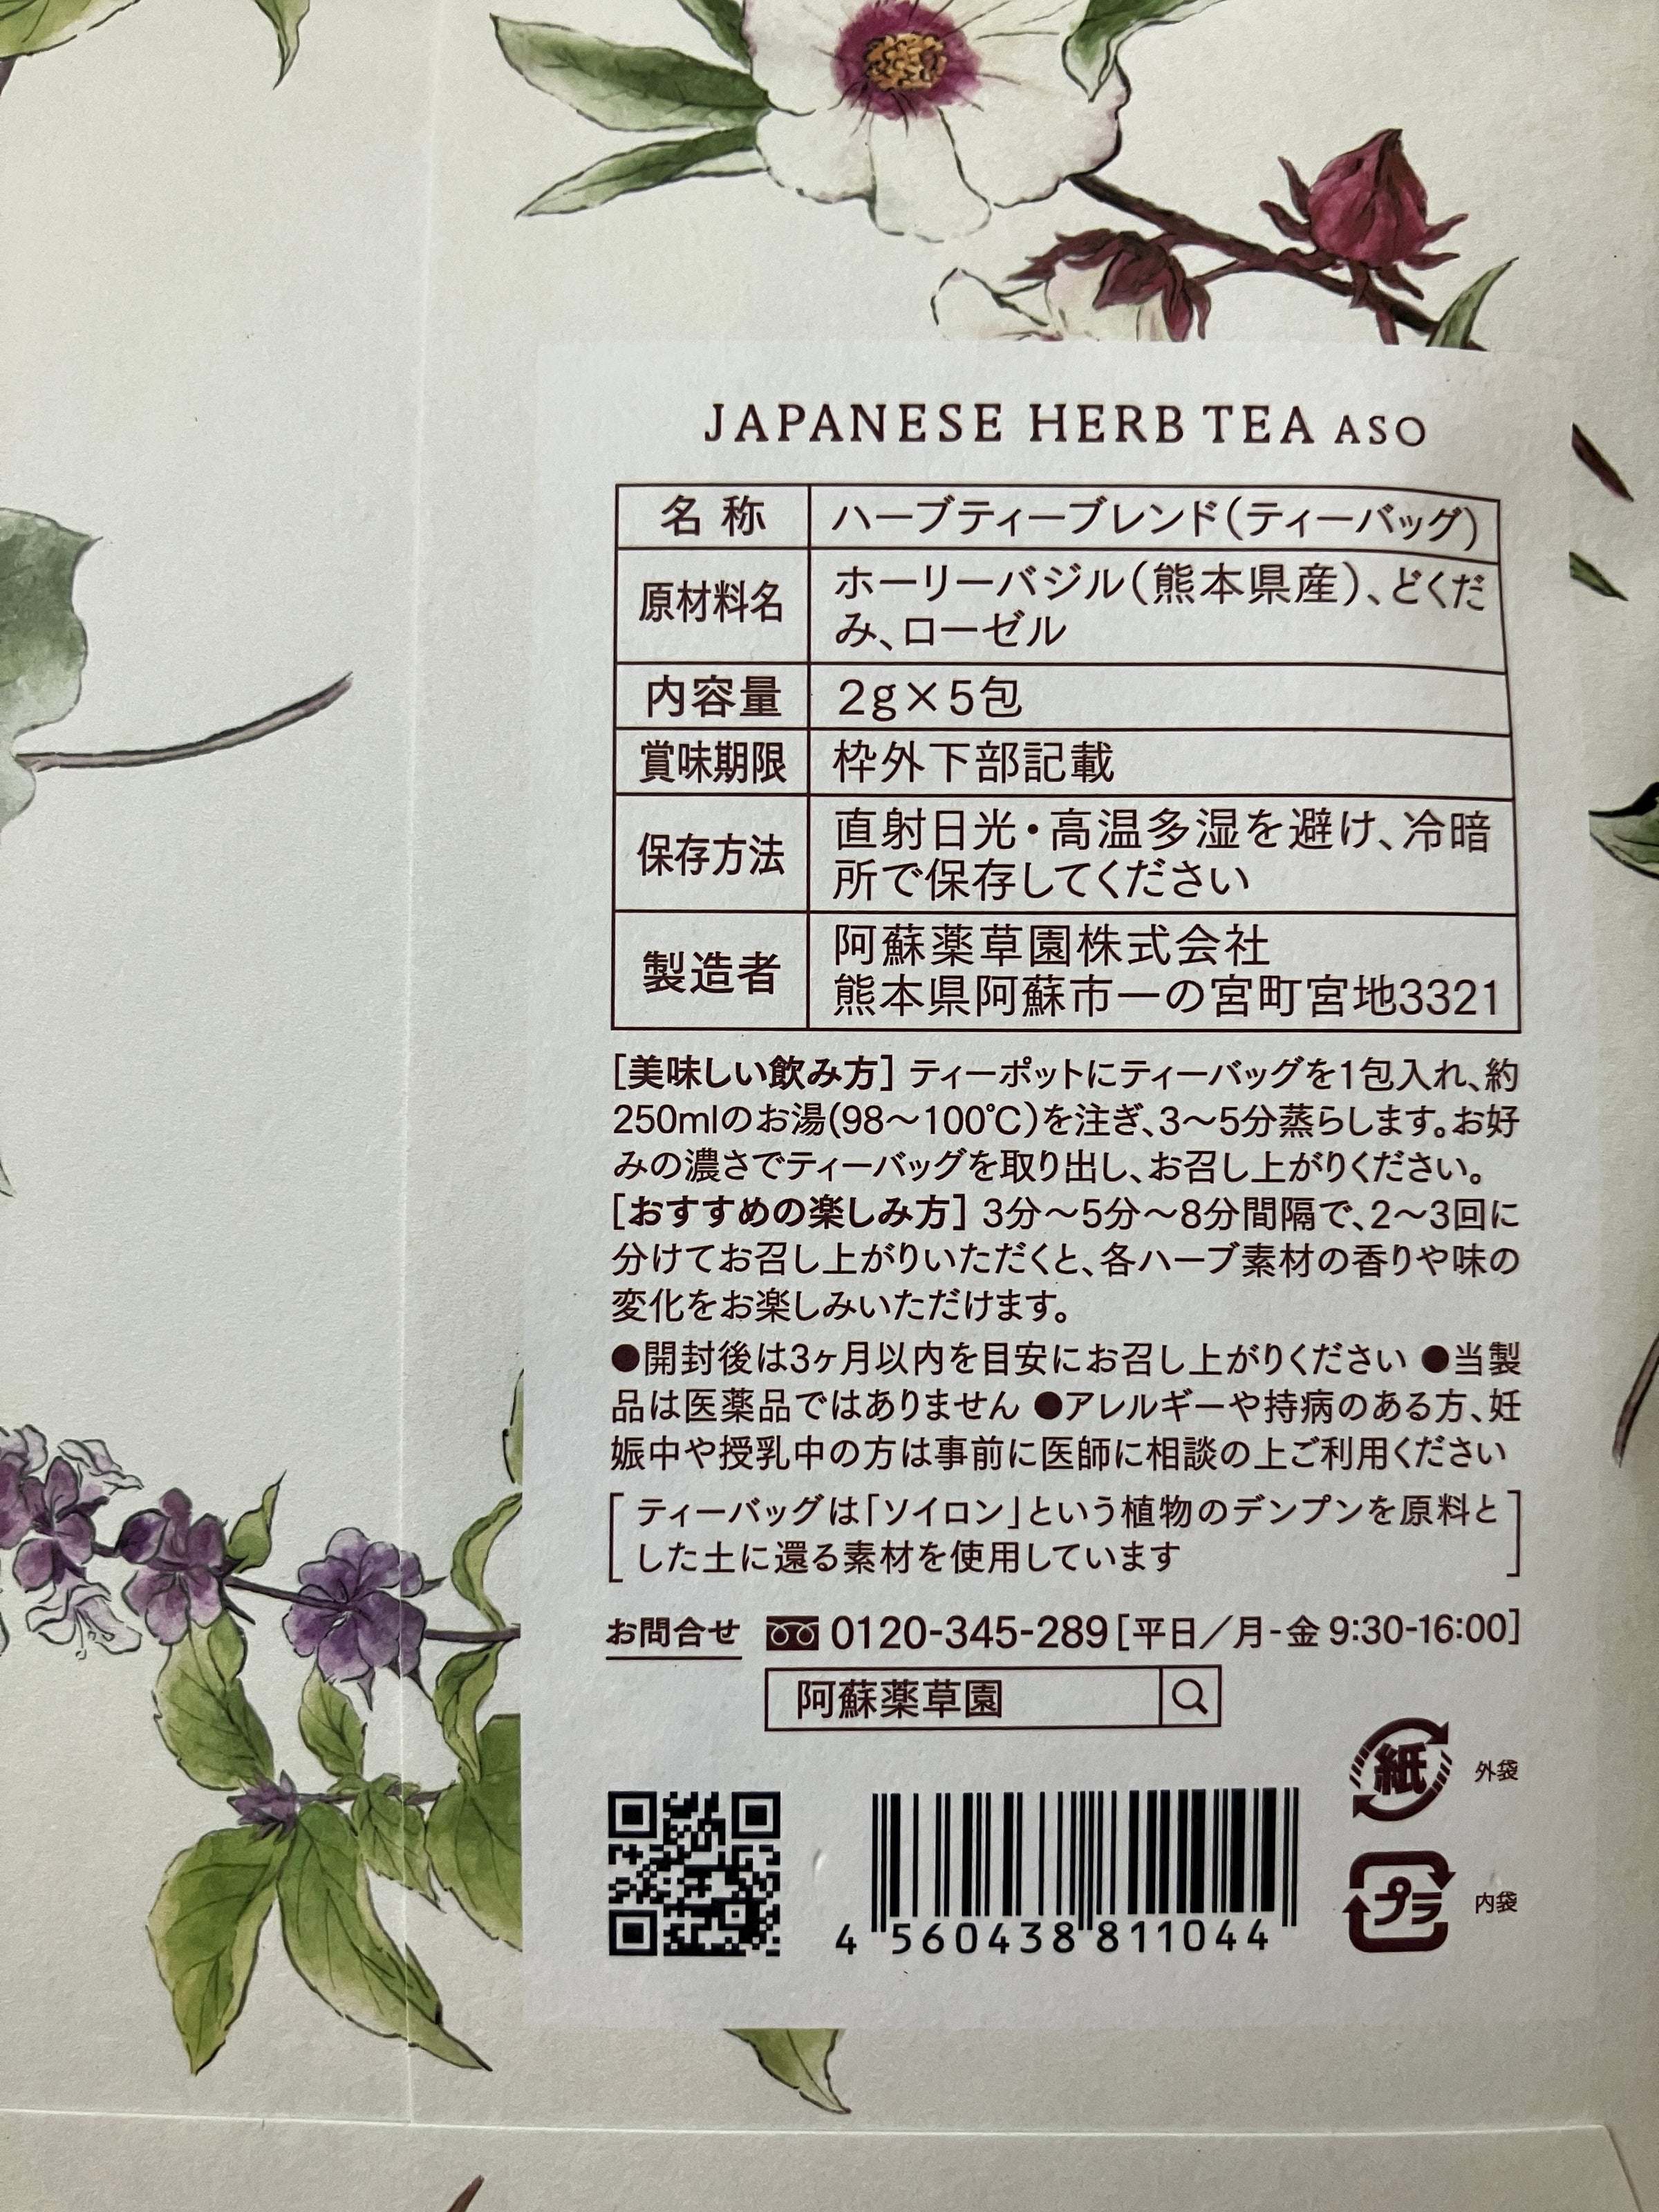 JAPANESE HERB TEA ASO
名称 ハーブティーブレンド（ティーバッグ）
原材料名 ホーリーバジル（熊本県産）、どくだ
み、ローゼル
内容量 2g×5包
賞味期限 枠外下部記載
保存方法 直射日光・高温多湿を避け、冷暗
所で保存してください
製造者 阿蘇薬草園株式会社
熊本県阿蘇市一の宮町宮地3321
［美味しい飲み方］ティーポットにティーバッグを1包入れ、約
250mlのお湯(98〜100℃)を注ぎ、3〜5分蒸らします。お好
みの濃さでティーバッグを取り出し、お召し上がりください。
［おすすめの楽しみ方］3分〜5分〜8分間隔で、2〜3回に
分けてお召し上がりいただくと、各ハーブ素材の香りや味の
変化をお楽しみいただけます。
●開封後は3ヶ月以内を目安にお召し上がりください ●当製
品は医薬品ではありません ●アレルギーや持病のある方、妊
娠中や授乳中の方は事前に医師に相談の上ご利用ください
ティーバッグは「ソイロン」という植物のデンプンを原料と
した土に還る素材を使用しています
お問合せ 0120-345-289［平日／月-金 9:30-16:00］
阿蘇薬草園
紙 外袋
プラ 内袋
4 560438 811044